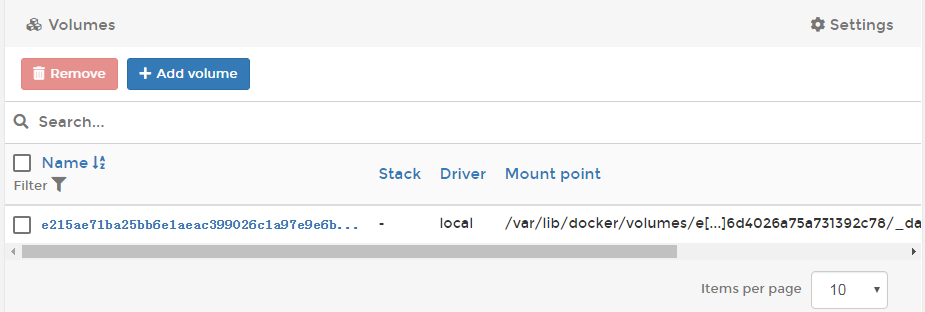 Volumes Settings
Remove Add volume
Search...
Name Stack Driver Mount point
Filter
e215ae71ba25bb6e1aeac399026c1a97e9e6b... - local /var/lib/docker/volumes/e[...]6d4026a75a731392c78/_da
Items per page 10